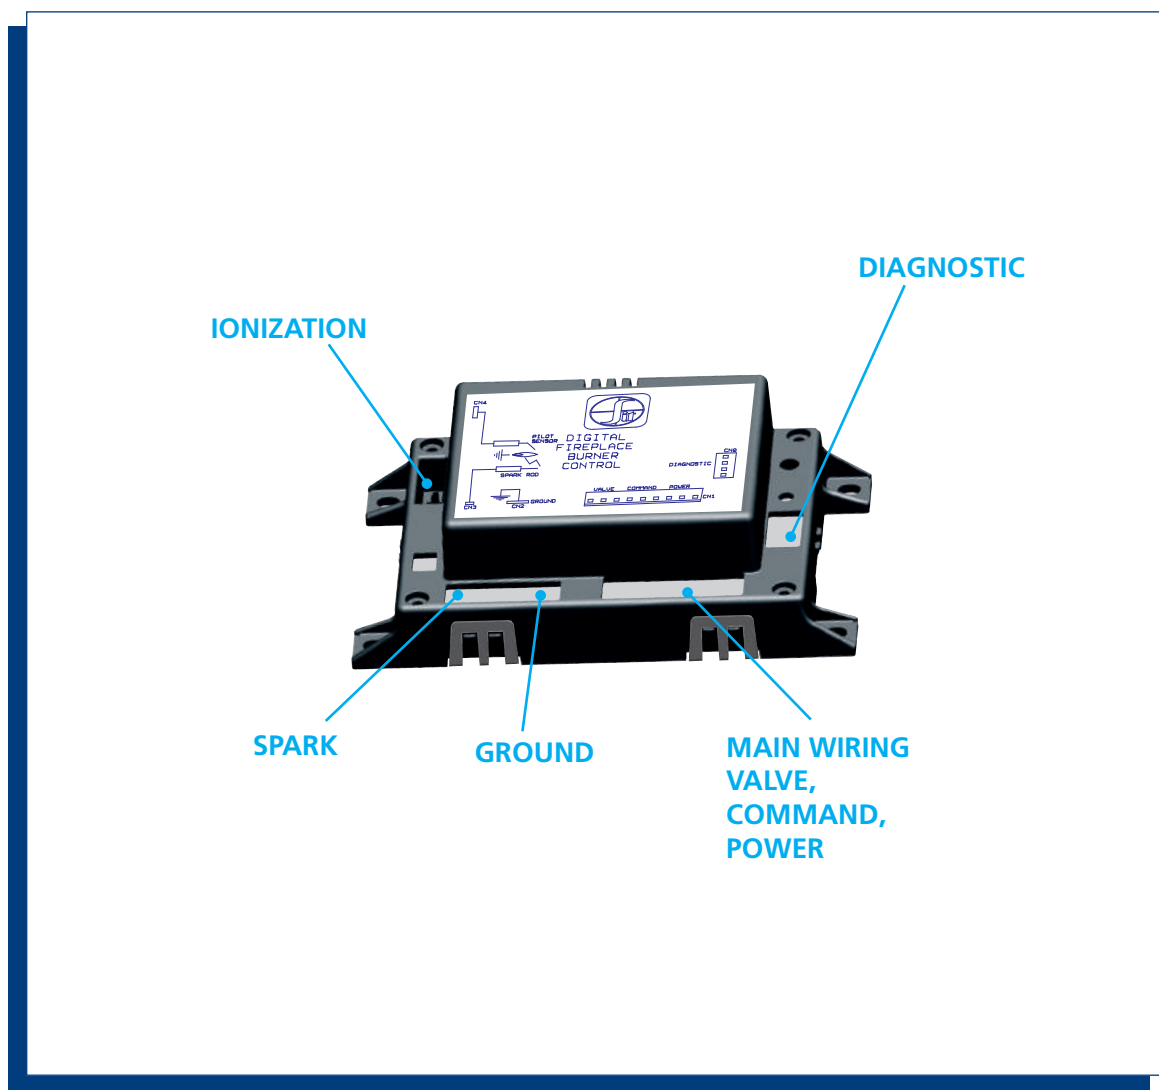 DIAGNOSTIC
IONIZATION
CN4
Sit
PILOT
SENSOR
DIGITAL
FIREPLACE
BURNER
CONTROL
SPARK ROD
DIAGNOSTIC
CN3
CN2
GROUND
VALVE COMMAND POWER
CN1
SPARK
GROUND
MAIN WIRING
VALVE,
COMMAND,
POWER